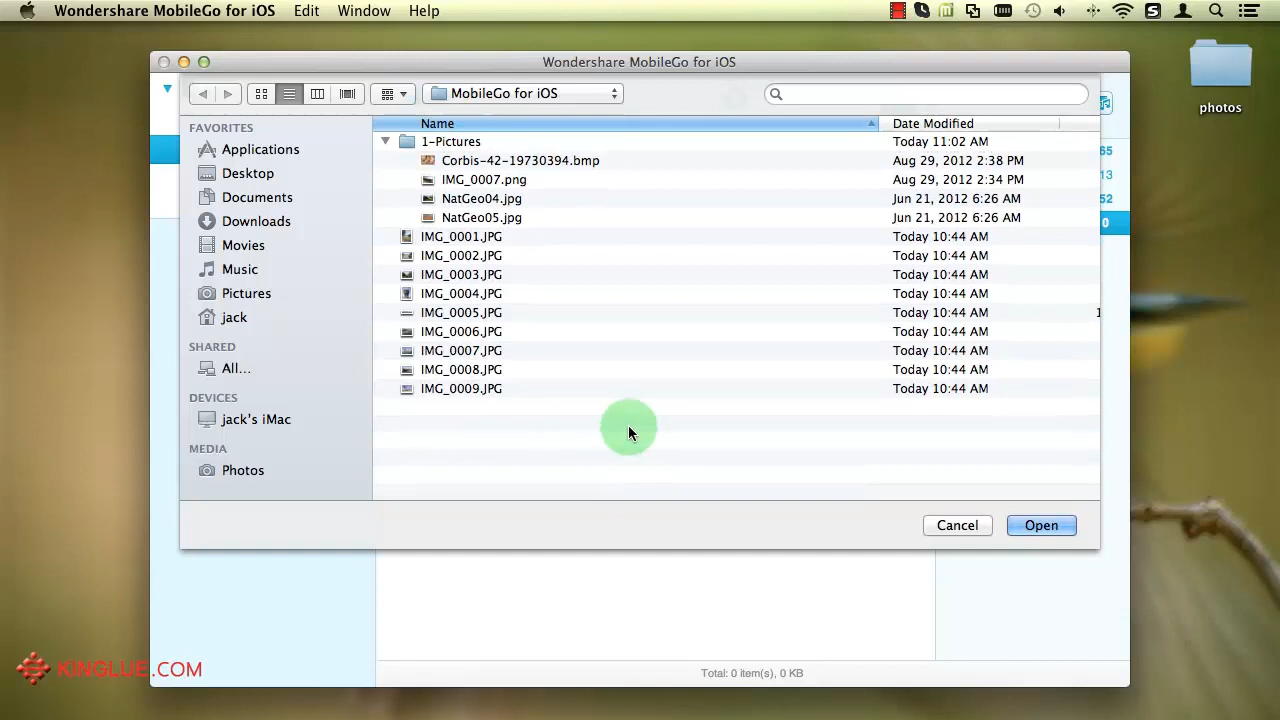 Wondershare MobileGo for iOS Edit Window Help
Wondershare MobileGo for iOS
photos
MobileGo for iOS
FAVORITES
Applications
Desktop
Documents
Downloads
Movies
Music
Pictures
jack
SHARED
All...
DEVICES
jack's iMac
MEDIA
Photos
Name Date Modified
1-Pictures Today 11:02 AM
Corbis-42-19730394.bmp Aug 29, 2012 2:38 PM
IMG_0007.png Aug 29, 2012 2:34 PM
NatGeo04.jpg Jun 21, 2012 6:26 AM
NatGeo05.jpg Jun 21, 2012 6:26 AM
IMG_0001.JPG Today 10:44 AM
IMG_0002.JPG Today 10:44 AM
IMG_0003.JPG Today 10:44 AM
IMG_0004.JPG Today 10:44 AM
IMG_0005.JPG Today 10:44 AM
IMG_0006.JPG Today 10:44 AM
IMG_0007.JPG Today 10:44 AM
IMG_0008.JPG Today 10:44 AM
IMG_0009.JPG Today 10:44 AM
65
13
52
0
Cancel Open
KINGLUE.COM
Total: 0 item(s), 0 KB